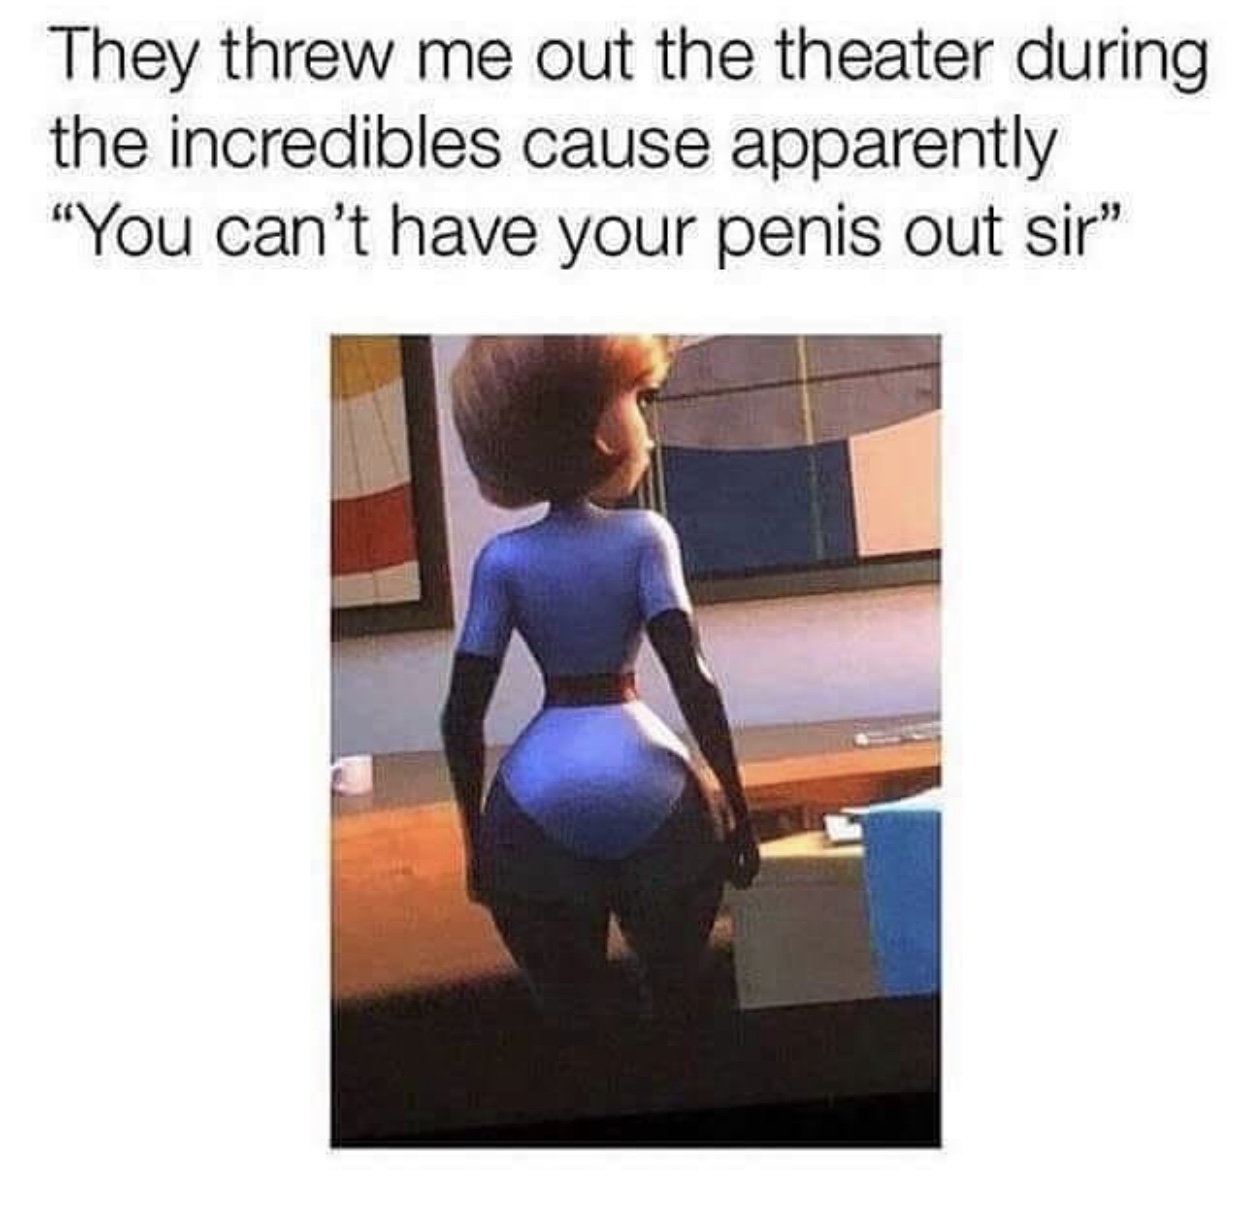 They threw me out the theater during
the incredibles cause apparently
“You can’t have your penis out sir”